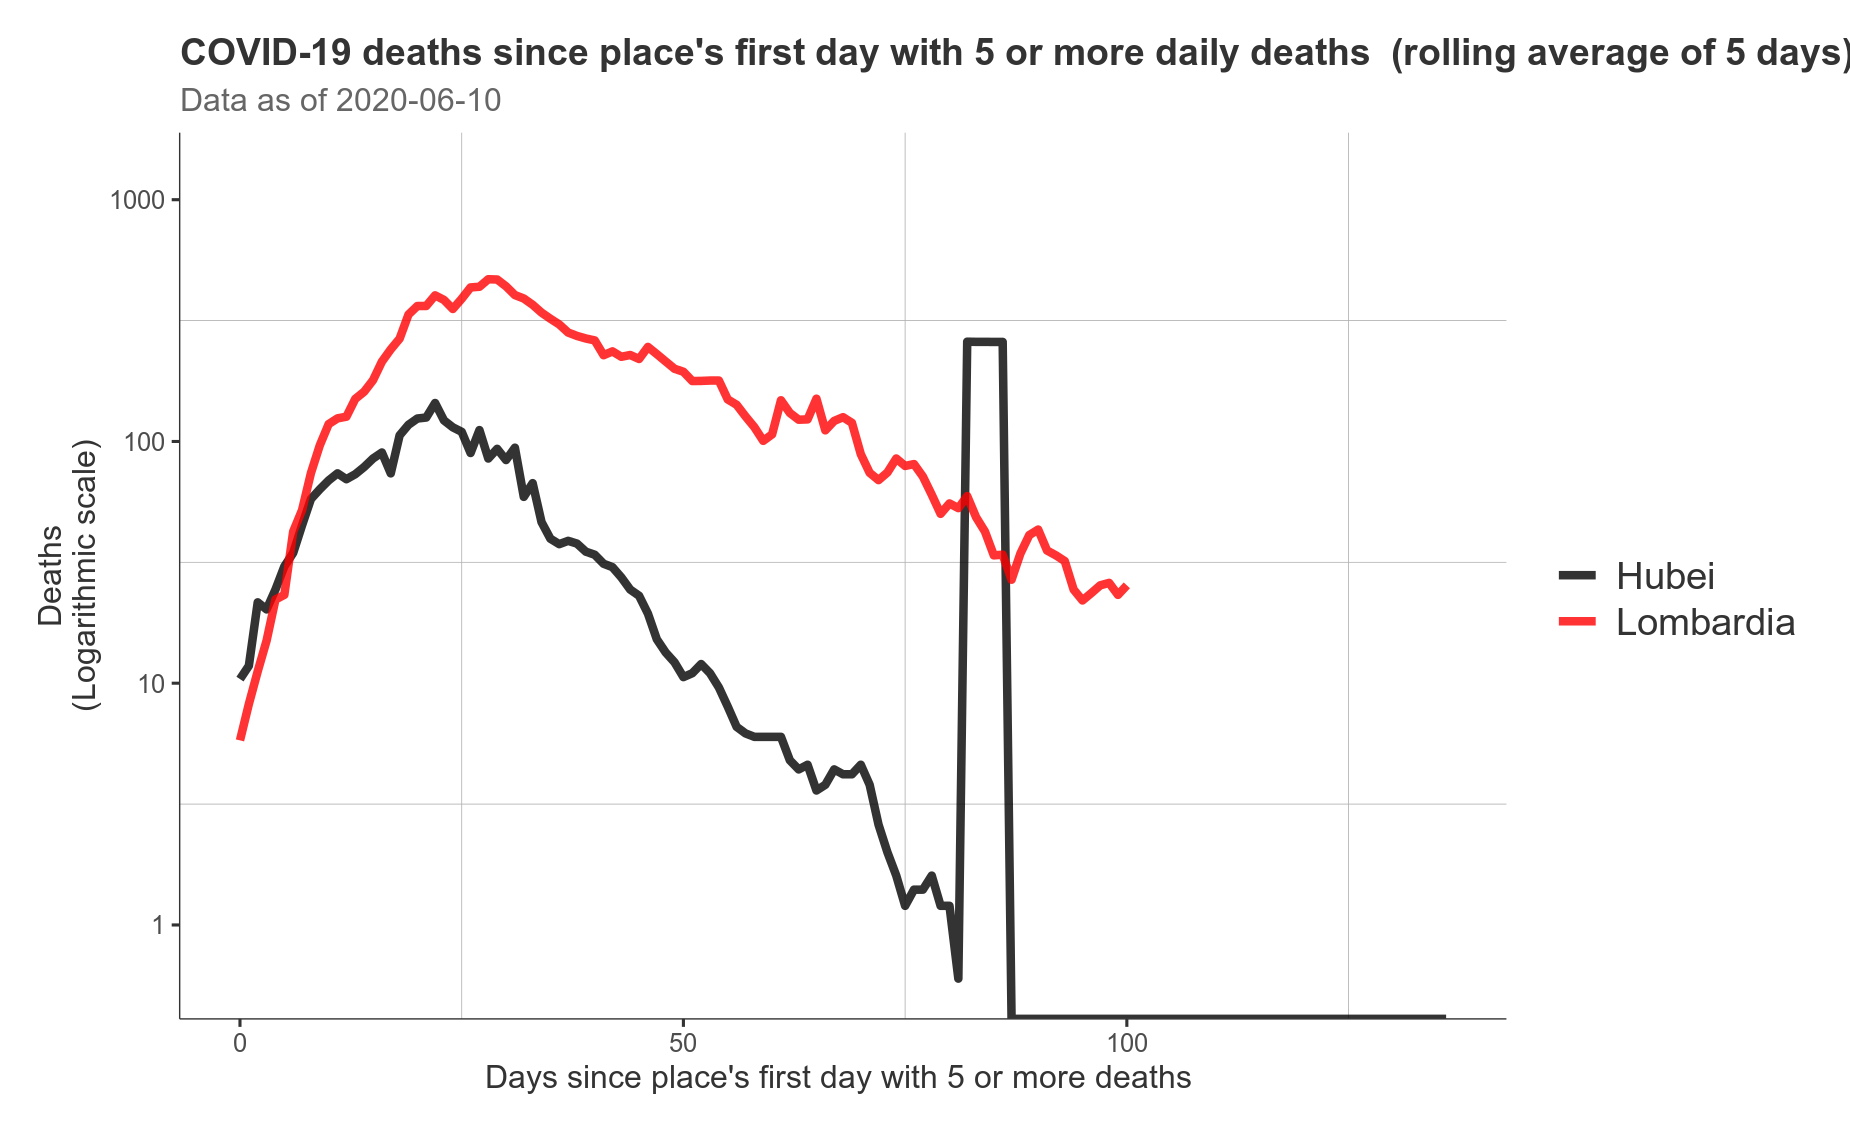 COVID-19 deaths since place's first day with 5 or more daily deaths  (rolling average of 5 days)
Data as of 2020-06-10
1000
100
10
1
Deaths
(Logarithmic scale)
0
50
100
Days since place's first day with 5 or more deaths
Hubei
Lombardia